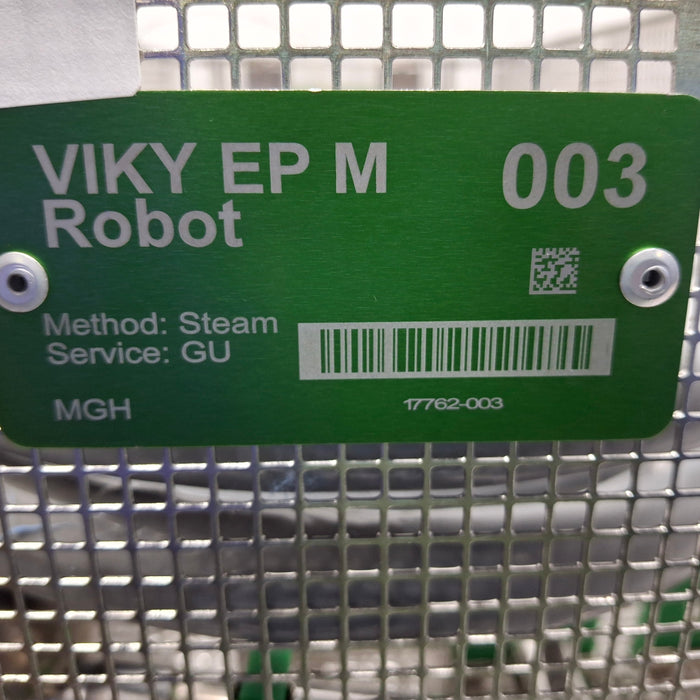 VIKY EP M 003
Robot
Method: Steam
Service: GU
MGH 17762-003